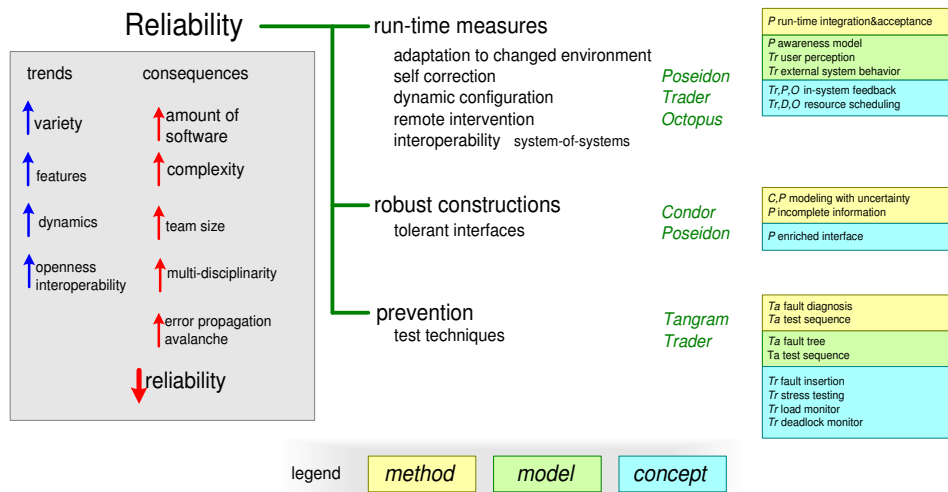 Reliability
trends
consequences
variety
amount of
software
features
complexity
dynamics
team size
openness
interoperability
multi-disciplinarity
error propagation
avalanche
reliability
run-time measures
adaptation to changed environment
self correction
Poseidon
dynamic configuration
Trader
remote intervention
Octopus
interoperability system-of-systems
P run-time integration&acceptance
P awareness model
Tr user perception
Tr external system behavior
Tr,P,O in-system feedback
Tr,D,O resource scheduling
robust constructions
Condor
tolerant interfaces
Poseidon
C,P modeling with uncertainty
P incomplete information
P enriched interface
prevention
Tangram
test techniques
Trader
Ta fault diagnosis
Ta test sequence
Ta fault tree
Ta test sequence
Tr fault insertion
Tr stress testing
Tr load monitor
Tr deadlock monitor
legend
method
model
concept